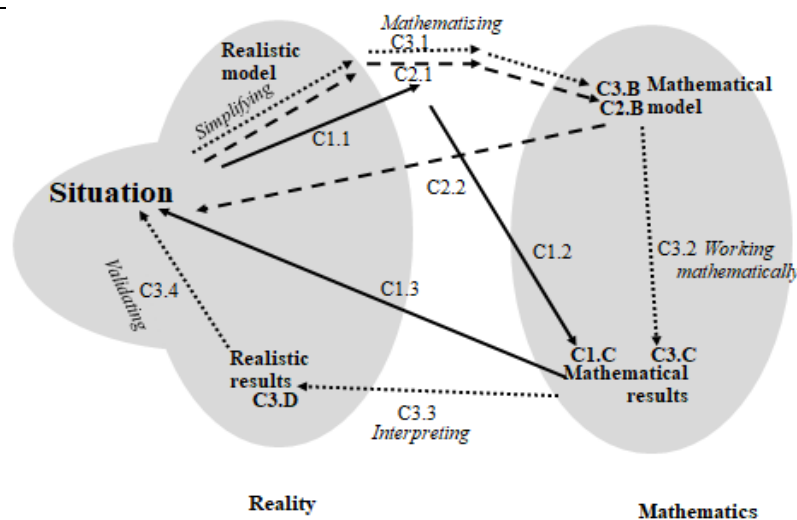 Mathematising
C3.1
Realistic
model
C2.1
Simplifying
C3.B Mathematical
C2.B model
C1.1
Situation
C2.2
C1.2
C3.2 Working
mathematically
Validating
C3.4
C1.3
Realistic
results
C3.D
C1.C C3.C
Mathematical
results
C3.3
Interpreting
Reality
Mathematics